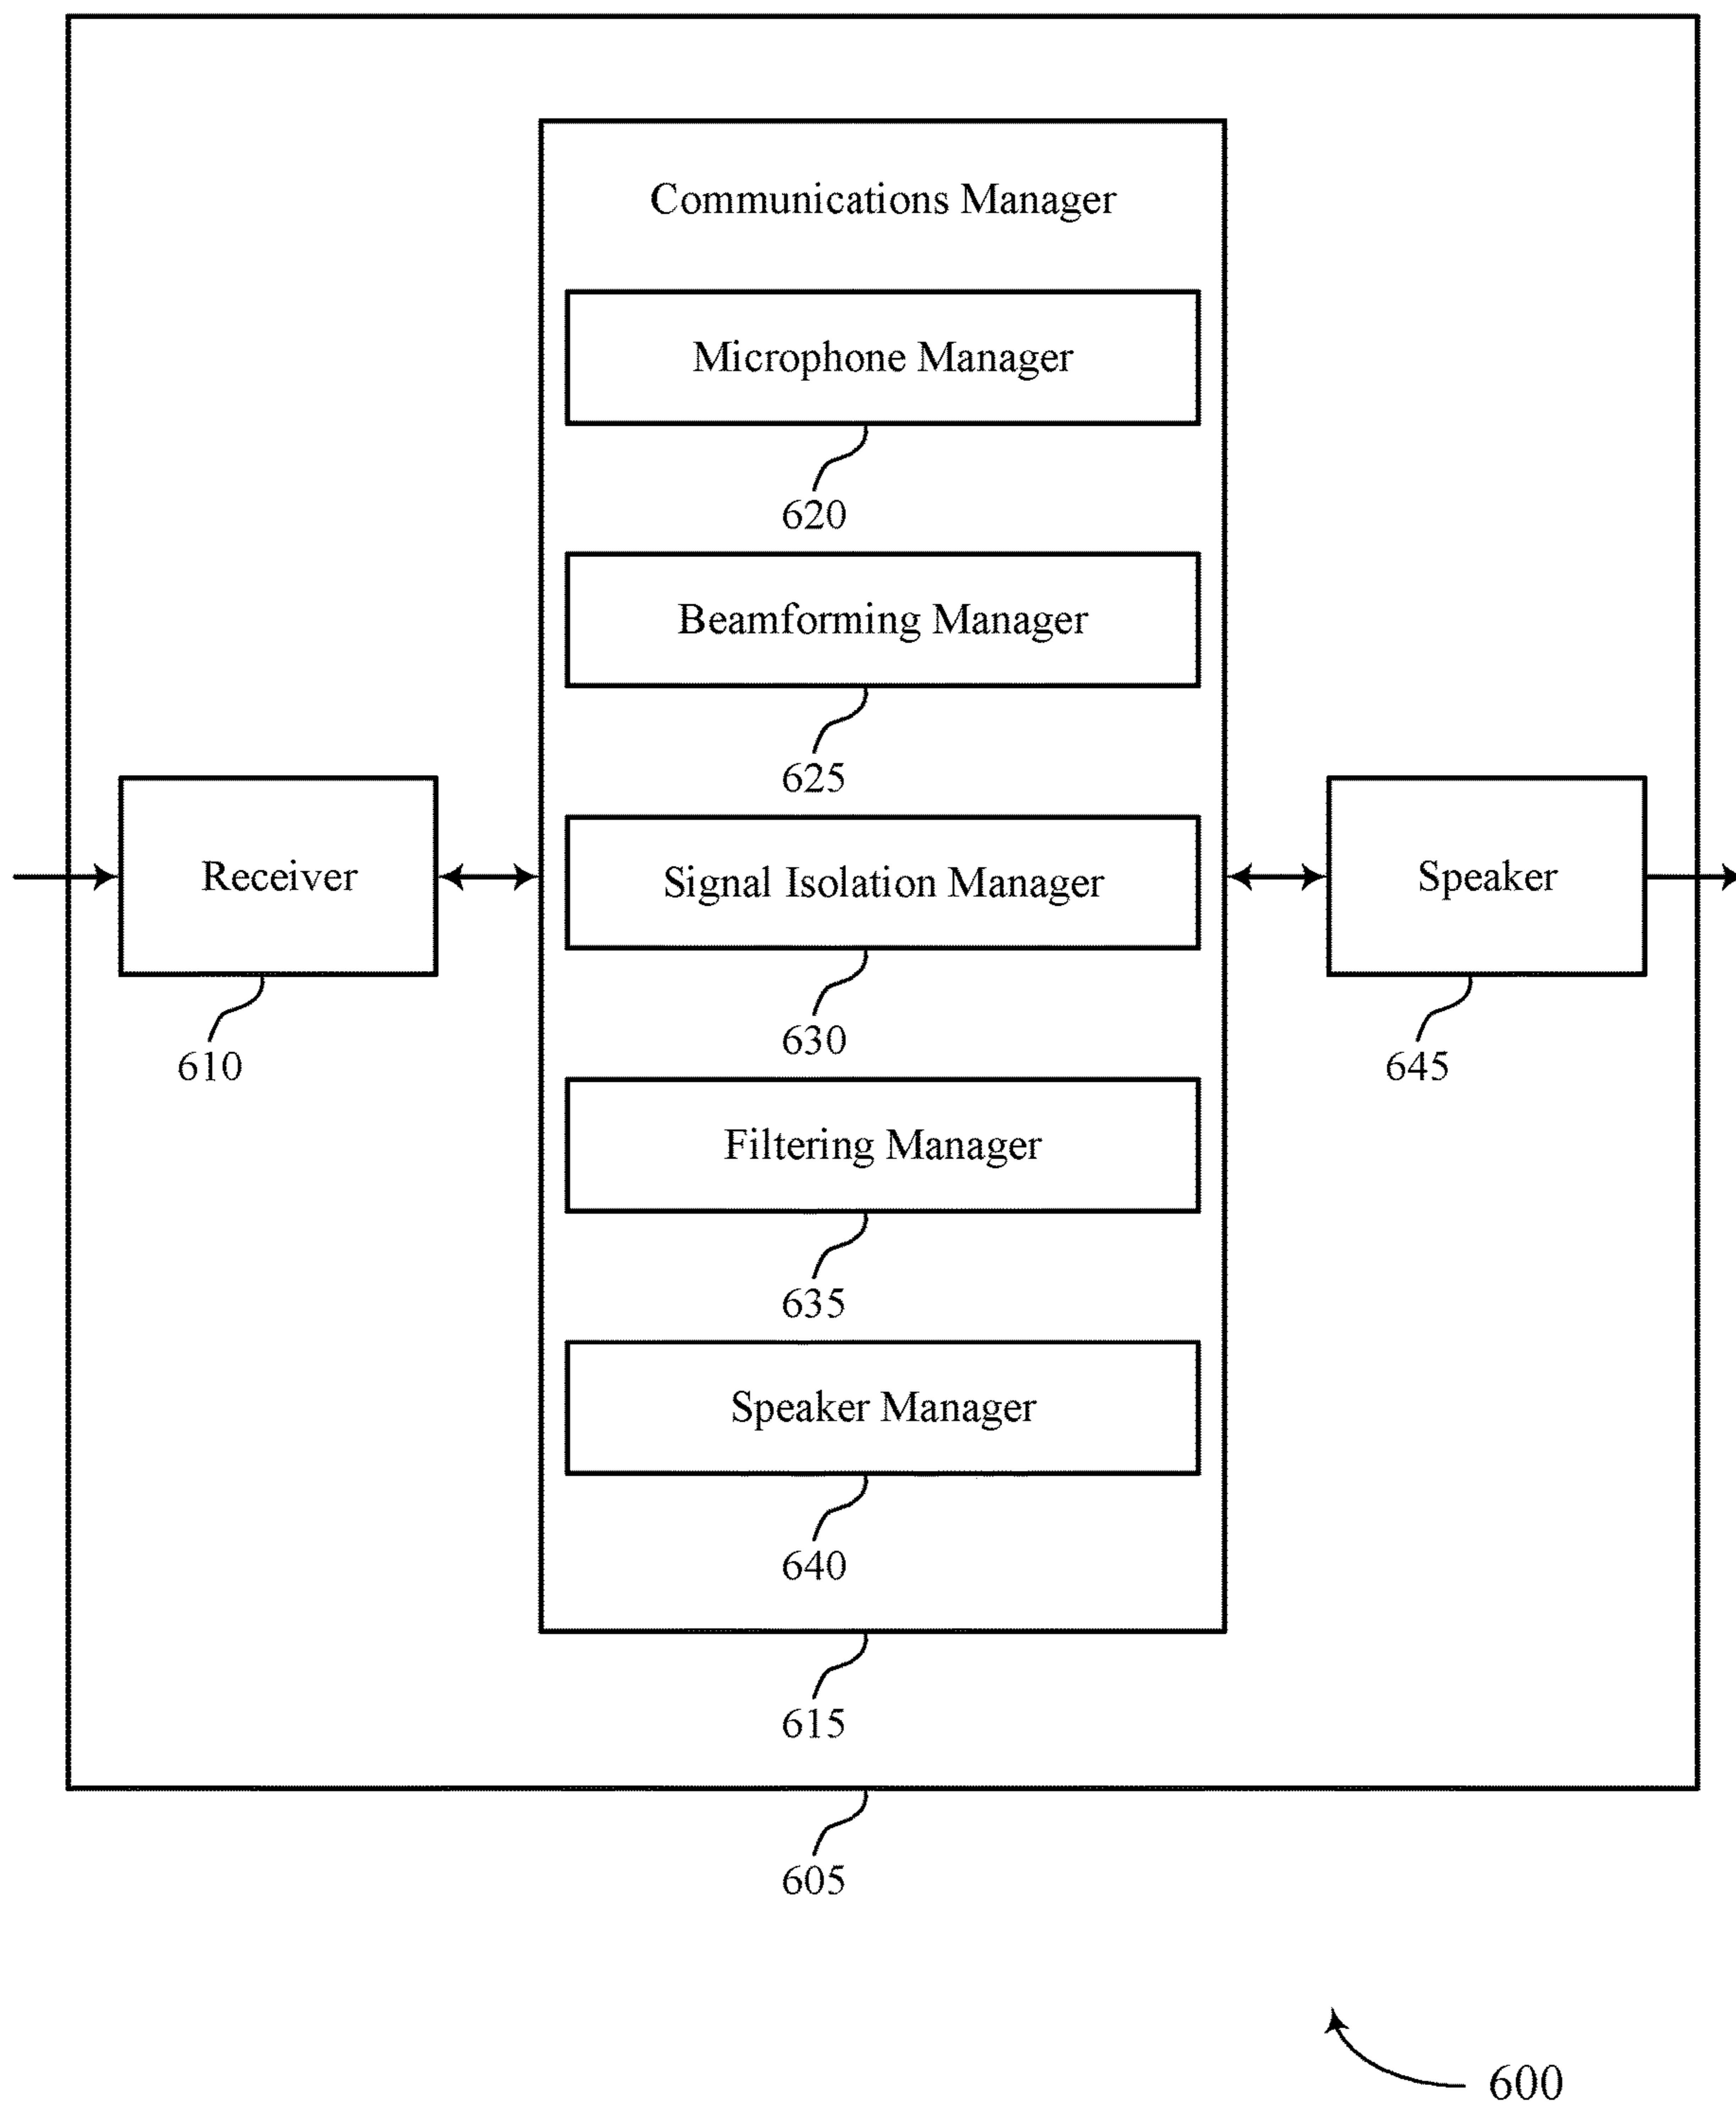 Communications Manager
Microphone Manager
620
Beamforming Manager
625
Receiver
610
Signal Isolation Manager
630
Speaker
645
Filtering Manager
635
Speaker Manager
640
615
605
600